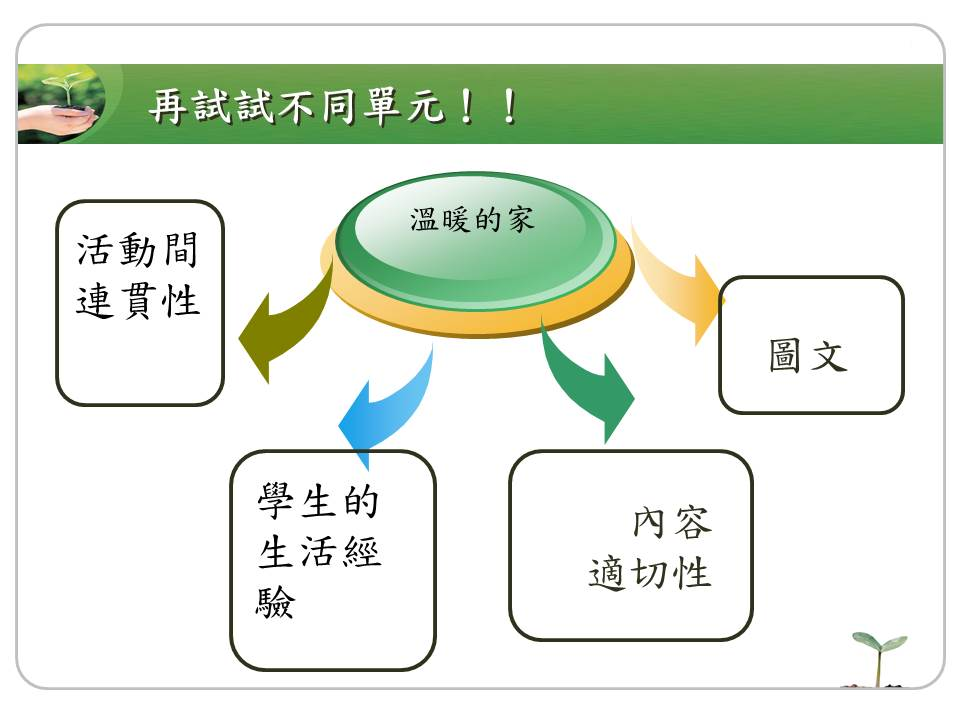 再試試不同單元！！
溫暖的家
活動間
連貫性
圖文
學生的
生活經
驗
內容
適切性